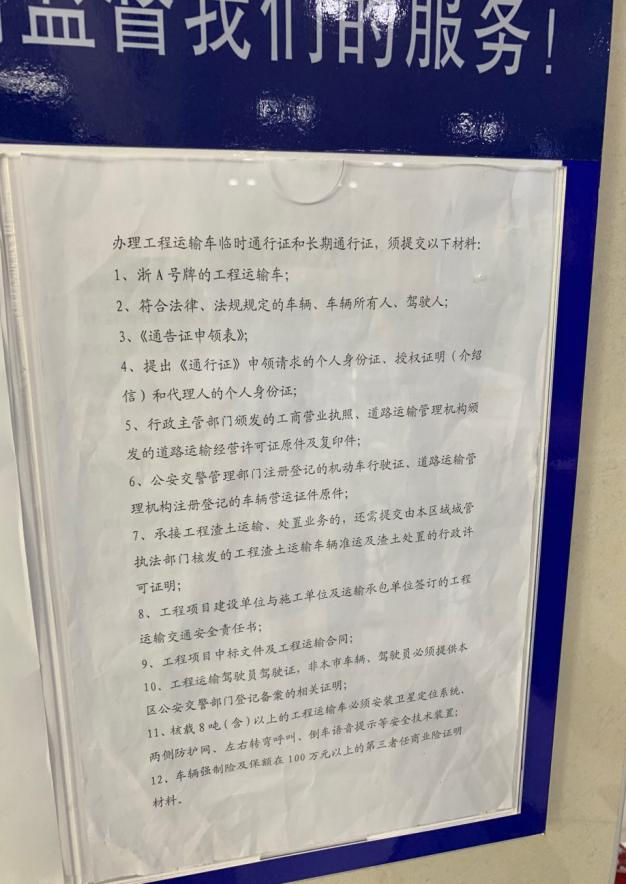 监督我们的服务!
办理工程运输车临时通行证和长期通行证，须提交以下材料:
1、浙A号牌的工程运输车;
2、符合法律、法规规定的车辆、车辆所有人、驾驶人;
3、《通告证申领表》;
4、提出《通行证》申领请求的个人身份证、授权证明(介绍
信)和代理人的个人身份证;
5、行政主管部门颁发的工商营业执照、道路运输管理机构颁
发的道路运输经营许可证原件及复印件;
6、公安交警管理部门注册登记的机动车行驶证、道路运输管
理机构注册登记的车辆营运证件原件;
7、承接工程渣土运输、处置业务的，还需提交由本区域城管
执法部门核发的工程渣土运输车辆准运及渣土处置的行政许
可证明;
8、工程项目建设单位与施工单位及运输承包单位签订的工程
运输交通安全责任书;
9、工程项目中标文件及工程运输合同;
10、工程运输驾驶员驾驶证，非本市车辆、驾驶员必须提供本
区公安交警部门登记备案的相关证明;
11、核载8吨(含)以上的工程运输车必须安装卫星定位系统、
两侧防护网、左右转弯呼叫、倒车语音提示等安全技术装置;
12、车辆强制险及保额在100万元以上的第三者任商业险证明
材料。